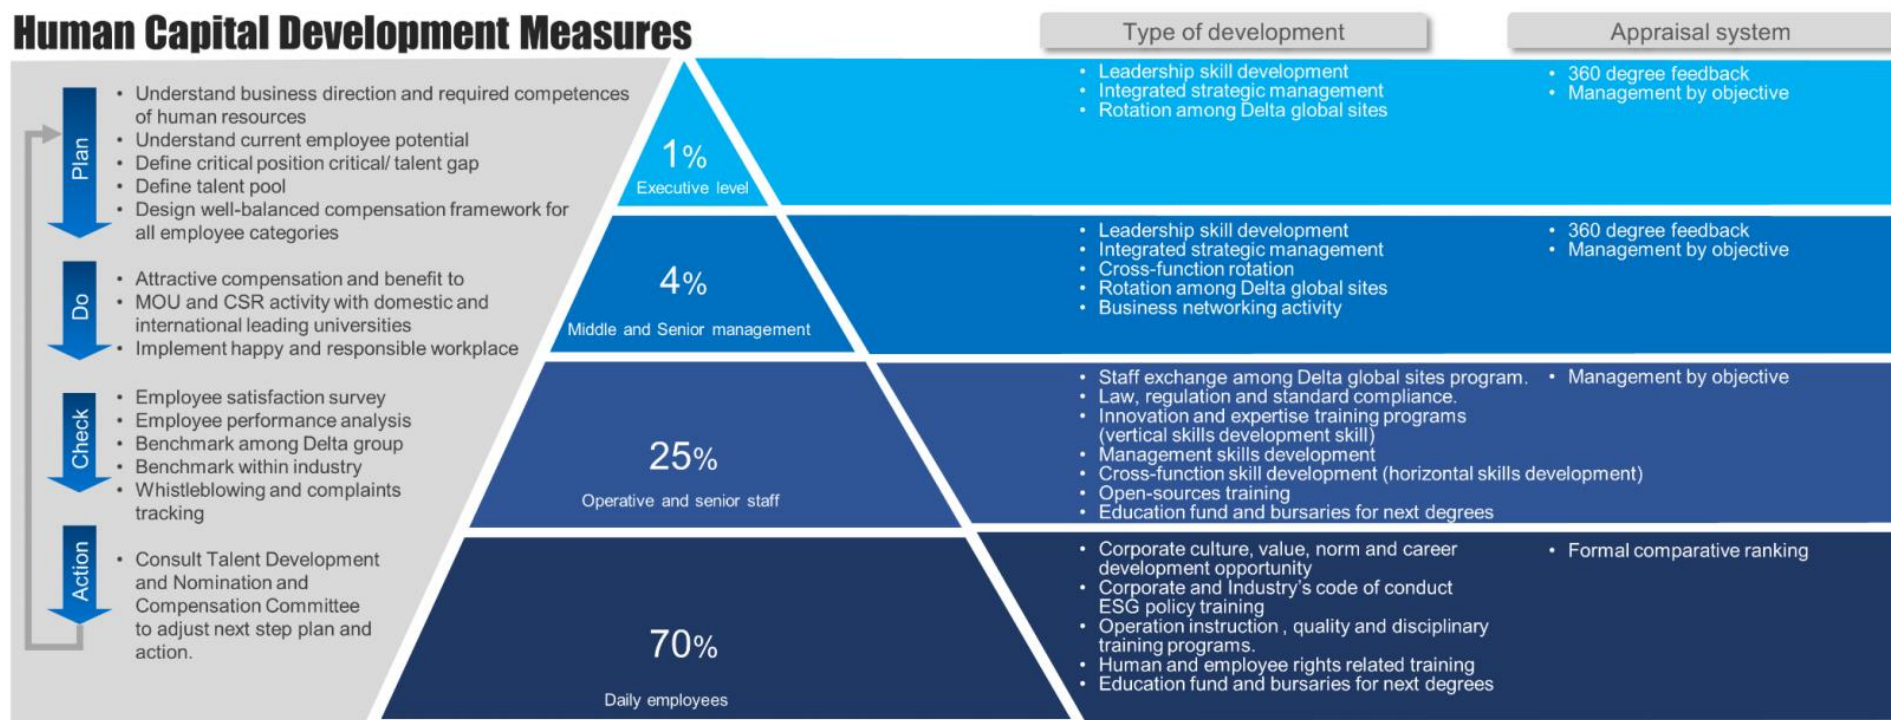 Human Capital Development Measures
Type of development
Appraisal system
Plan
• Understand business direction and required competences
of human resources
• Understand current employee potential
• Define critical position critical/ talent gap
• Define talent pool
• Design well-balanced compensation framework for
all employee categories
Do
• Attractive compensation and benefit to
• MOU and CSR activity with domestic and
international leading universities
• Implement happy and responsible workplace
Check
• Employee satisfaction survey
• Employee performance analysis
• Benchmark among Delta group
• Benchmark within industry
• Whistleblowing and complaints
tracking
Action
• Consult Talent Development
and Nomination and
Compensation Committee
to adjust next step plan and
action.
1%
Executive level
• Leadership skill development
• Integrated strategic management
• Rotation among Delta global sites
• 360 degree feedback
• Management by objective
4%
Middle and Senior management
• Leadership skill development
• Integrated strategic management
• Cross-function rotation
• Rotation among Delta global sites
• Business networking activity
• 360 degree feedback
• Management by objective
25%
Operative and senior staff
• Staff exchange among Delta global sites program.
• Law, regulation and standard compliance.
• Innovation and expertise training programs
(vertical skills development skill)
• Management skills development
• Cross-function skill development (horizontal skills development)
• Open-sources training
• Education fund and bursaries for next degrees
• Management by objective
70%
Daily employees
• Corporate culture, value, norm and career
development opportunity
• Corporate and Industry's code of conduct
ESG policy training
• Operation instruction , quality and disciplinary
training programs.
• Human and employee rights related training
• Education fund and bursaries for next degrees
• Formal comparative ranking